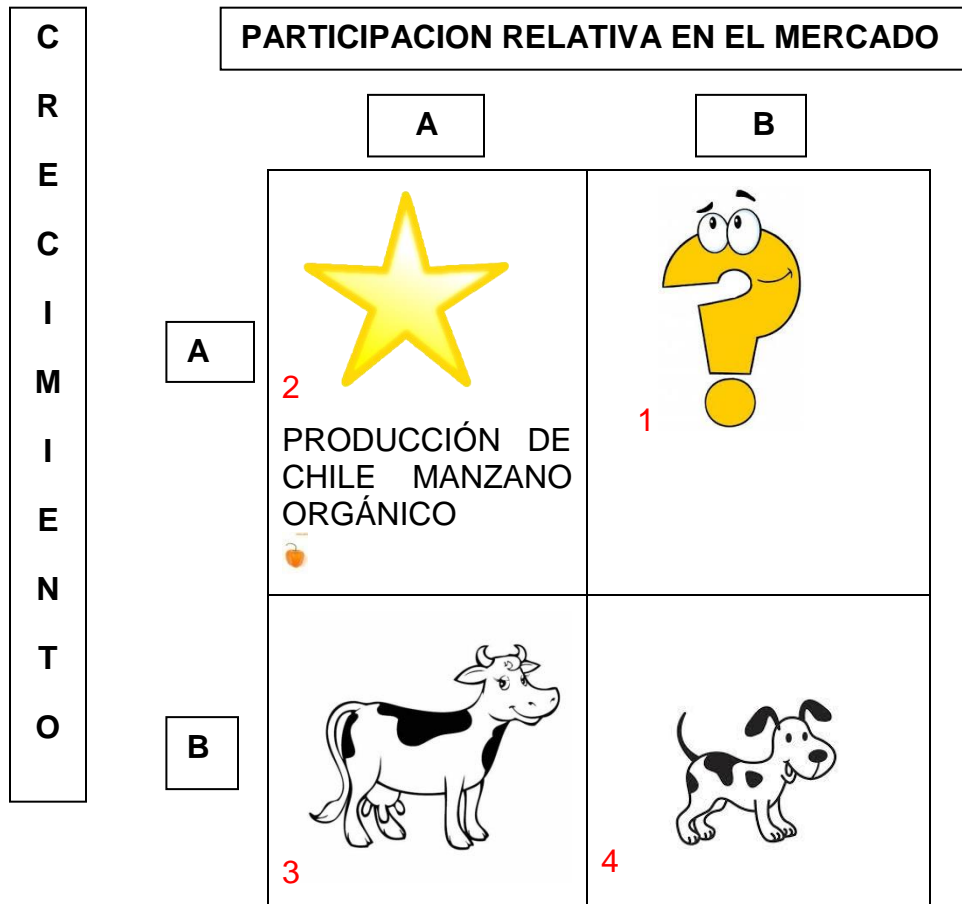 C
R
E
C
I
M
I
E
N
T
O
PARTICIPACION RELATIVA EN EL MERCADO
A
B
A
2
PRODUCCIÓN DE
CHILE MANZANO
ORGÁNICO
1
B
3
4